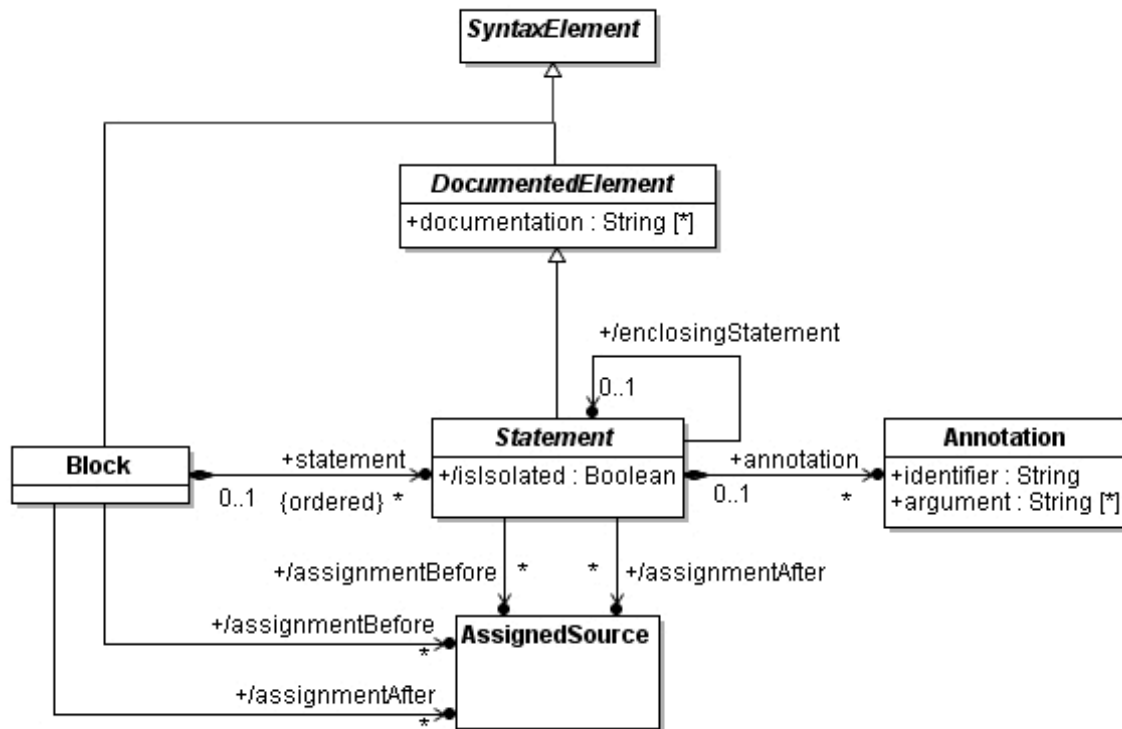 SyntaxElement
DocumentedElement
+documentation : String [*]
+/enclosingStatement
0..1
Statement
+/isIsolated : Boolean
Block
+statement
0..1
{ordered} *
+annotation
0..1
*
Annotation
+identifier : String
+argument : String [*]
+/assignmentBefore
*
*
+/assignmentAfter
+/assignmentBefore
*
AssignedSource
+/assignmentAfter
*